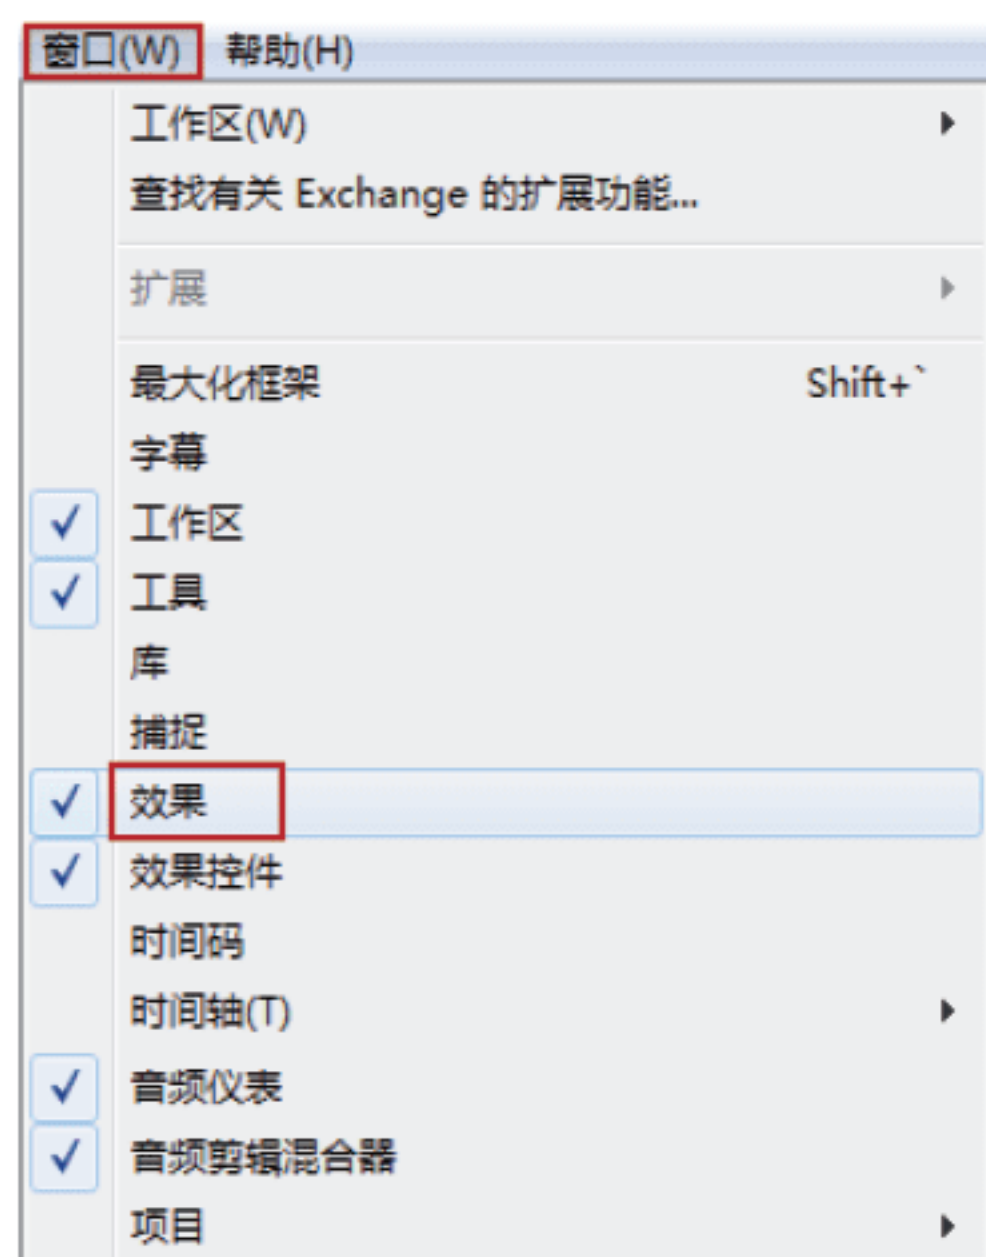 窗口(W) 帮助(H)
工作区(W)
查找有关 Exchange 的扩展功能...
扩展
最大化框架 Shift+`
字幕
工作区
工具
库
捕捉
效果
效果控件
时间码
时间轴(T)
音频仪表
音频剪辑混合器
项目